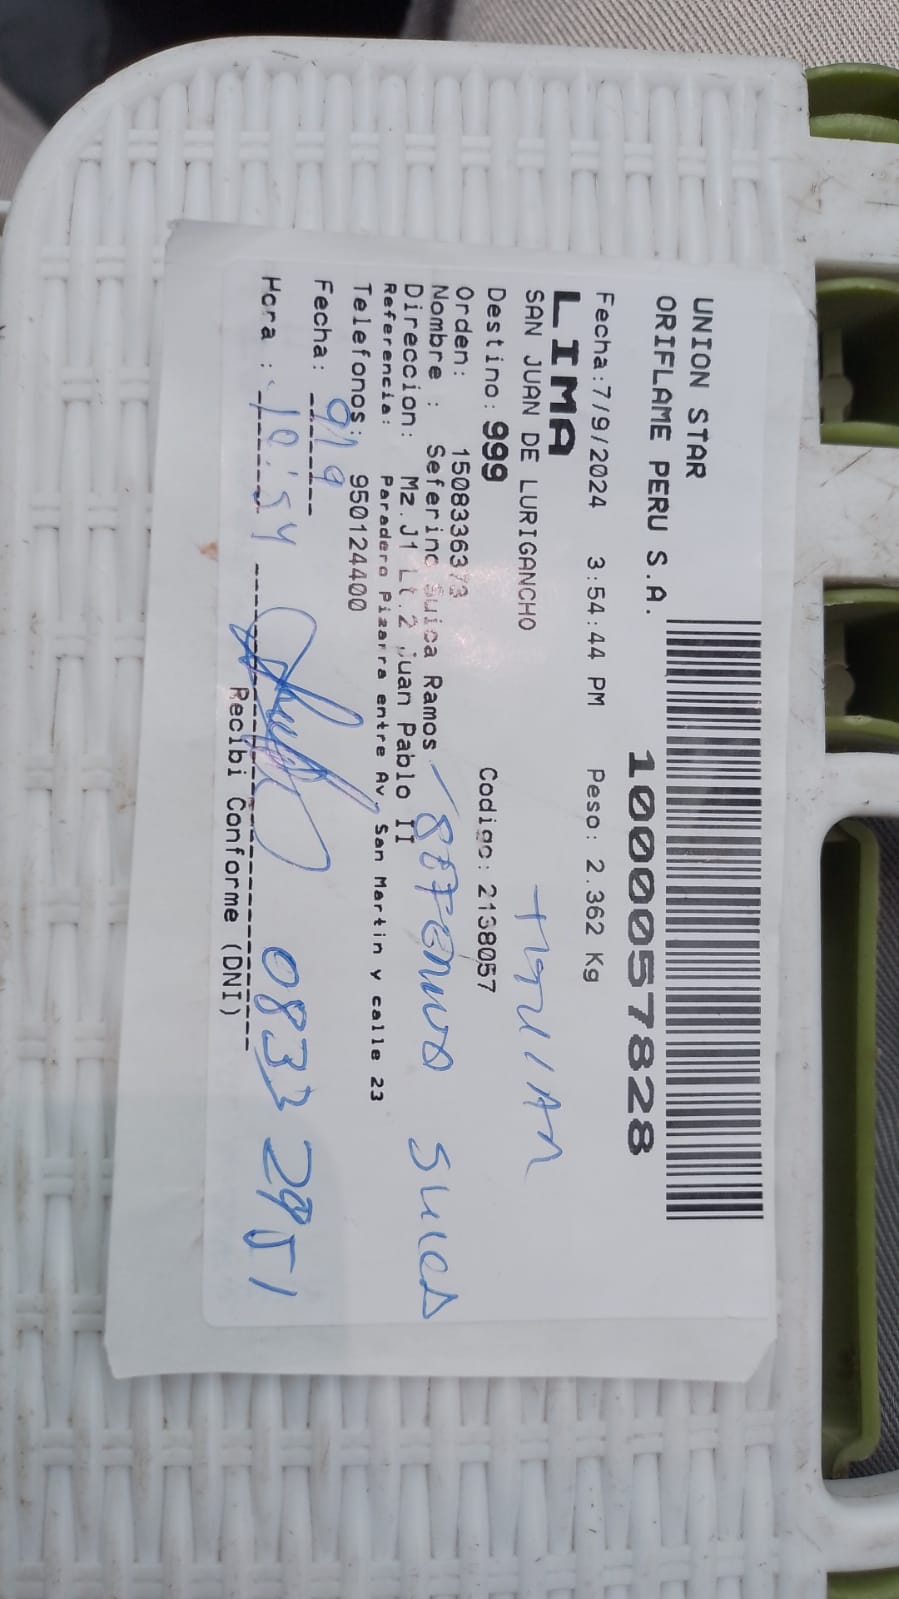 UNION STAR
ORIFLAME PERU S.A.
10000057828
Fecha:7/9/2024 3:54:44 PM Peso: 2.362 Kg
LIMA
SAN JUAN DE LURIGANCHO
Destino: 999 Codigo: 2138057
Orden: 1508336373
Nombre : Seferino Suica Ramos
Direccion: Mz.J1 Lt.2 juan Pablo II
Referencia: Paradero Pizarra entre Av. San Martin y calle 23
Telefonos: 950124400
Fecha: 9/9
Hora : 10:54 08332951
Recibi Conforme (DNI)